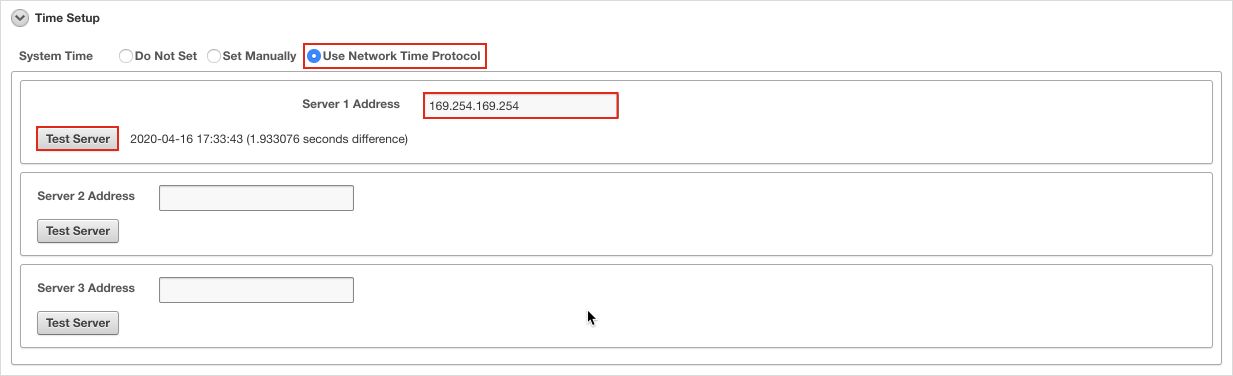 Time Setup
System Time Do Not Set Set Manually Use Network Time Protocol
Server 1 Address 169.254.169.254
Test Server 2020-04-16 17:33:43 (1.933076 seconds difference)
Server 2 Address
Test Server
Server 3 Address
Test Server